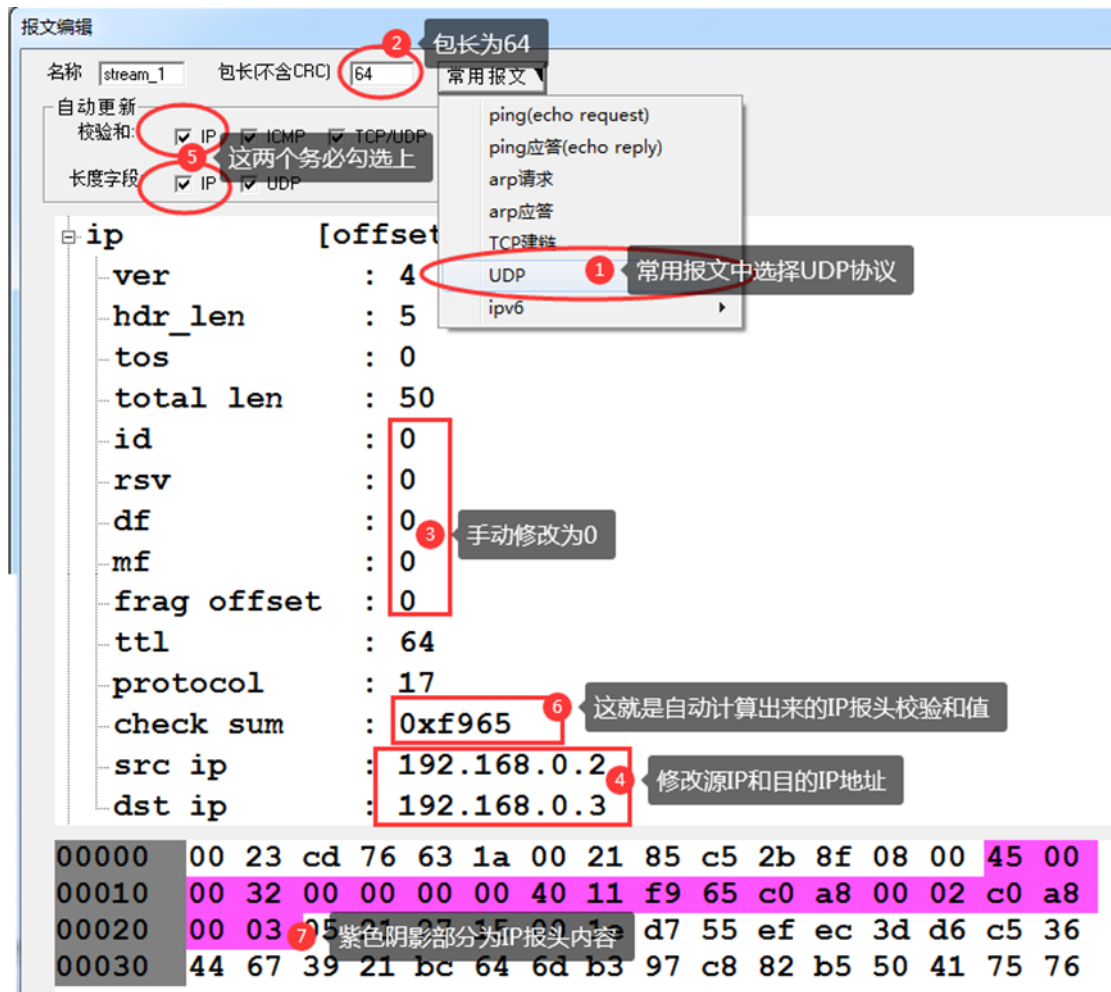 报文编辑
2 包长为64
名称 stream_1 包长(不含CRC) 64 常用报文
自动更新
校验和: IP ICMP TCP/UDP
5 这两个务必勾选上
长度字段 IP UDP
ping(echo request)
ping应答(echo reply)
arp请求
arp应答
TCP建链
UDP
1 常用报文中选择UDP协议
ipv6
ip [offset
ver : 4
hdr_len : 5
tos : 0
total len : 50
id : 0
rsv : 0
df : 0
3 手动修改为0
mf : 0
frag offset : 0
ttl : 64
protocol : 17
6 这就是自动计算出来的IP报头校验和值
check sum : 0xf965
src ip : 192.168.0.2
4 修改源IP和目的IP地址
dst ip : 192.168.0.3
00000 00 23 cd 76 63 1a 00 21 85 c5 2b 8f 08 00 45 00
00010 00 32 00 00 00 00 40 11 f9 65 c0 a8 00 02 c0 a8
00020 00 03 d7 55 ef ec 3d d6 c5 36
7 紫色阴影部分为IP报头内容
00030 44 67 39 21 bc 64 6d b3 97 c8 82 b5 50 41 75 76